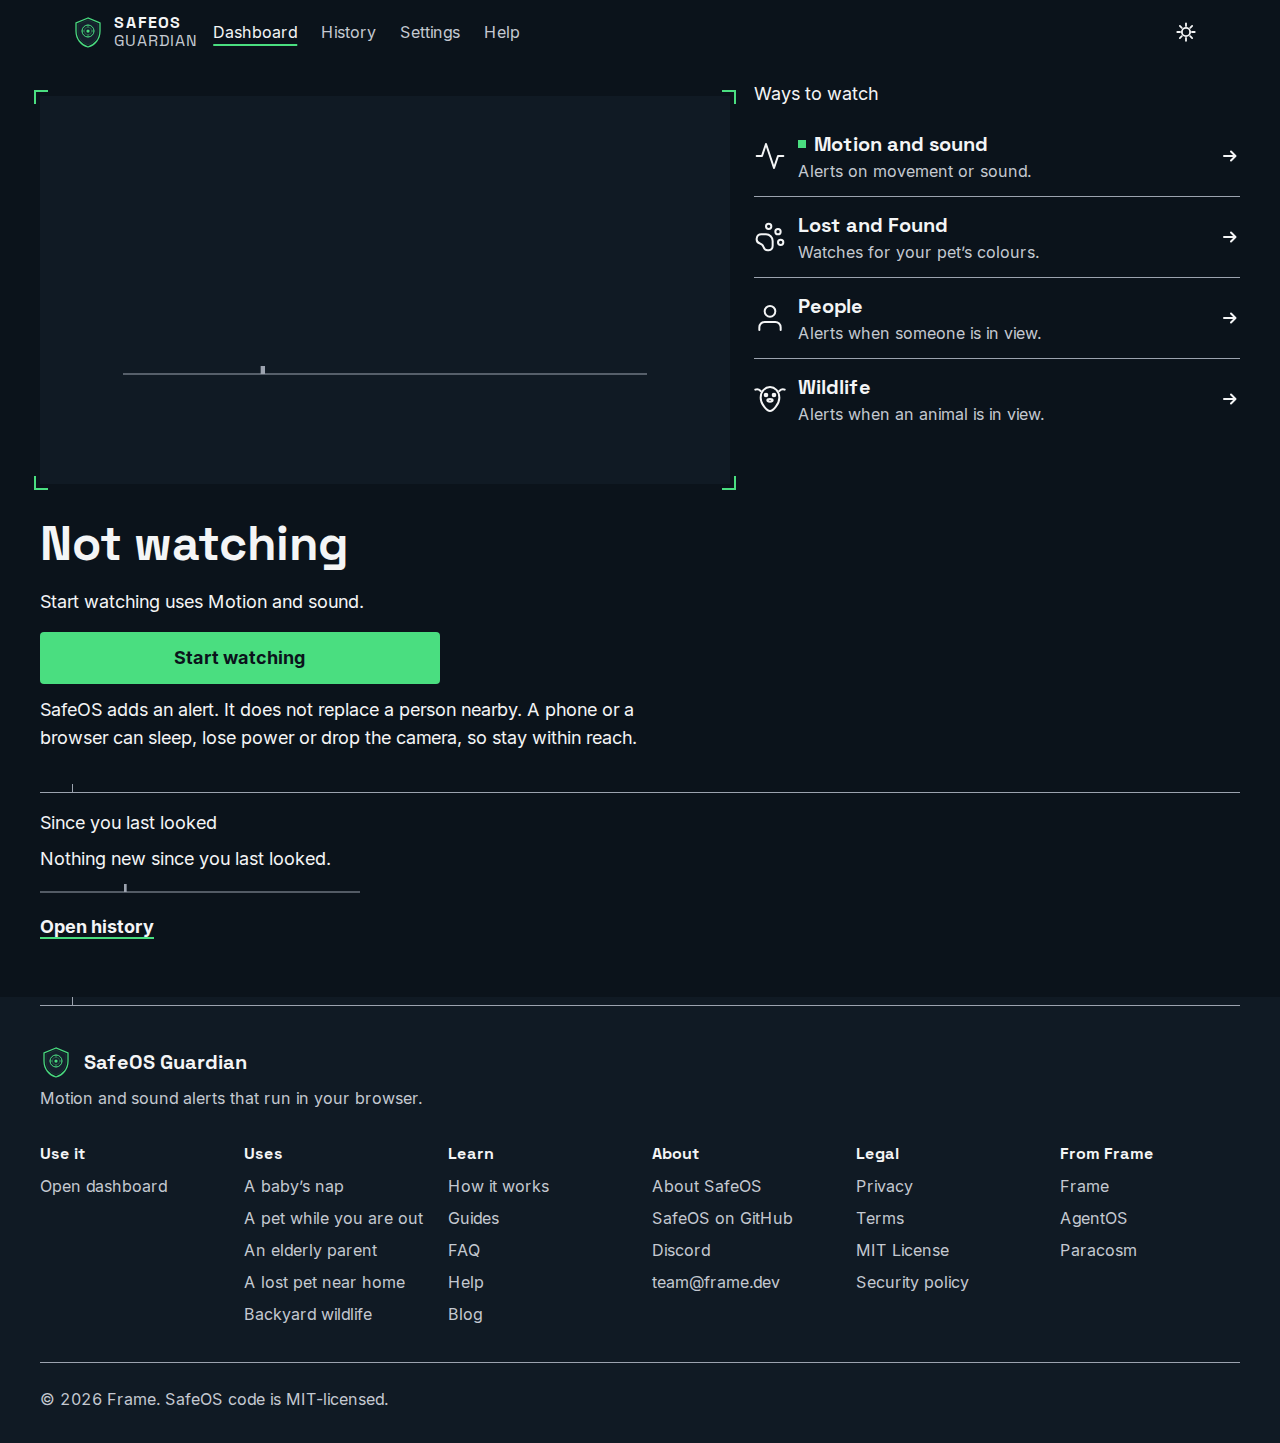 SAFEOS
GUARDIAN
Dashboard
History
Settings
Help
Ways to watch
Motion and sound
Alerts on movement or sound.
Lost and Found
Watches for your pet’s colours.
People
Alerts when someone is in view.
Wildlife
Alerts when an animal is in view.
Not watching
Start watching uses Motion and sound.
Start watching
SafeOS adds an alert. It does not replace a person nearby. A phone or a
browser can sleep, lose power or drop the camera, so stay within reach.
Since you last looked
Nothing new since you last looked.
Open history
SafeOS Guardian
Motion and sound alerts that run in your browser.
Use it
Open dashboard
Uses
A baby’s nap
A pet while you are out
An elderly parent
A lost pet near home
Backyard wildlife
Learn
How it works
Guides
FAQ
Help
Blog
About
About SafeOS
SafeOS on GitHub
Discord
team@frame.dev
Legal
Privacy
Terms
MIT License
Security policy
From Frame
Frame
AgentOS
Paracosm
© 2026 Frame. SafeOS code is MIT-licensed.